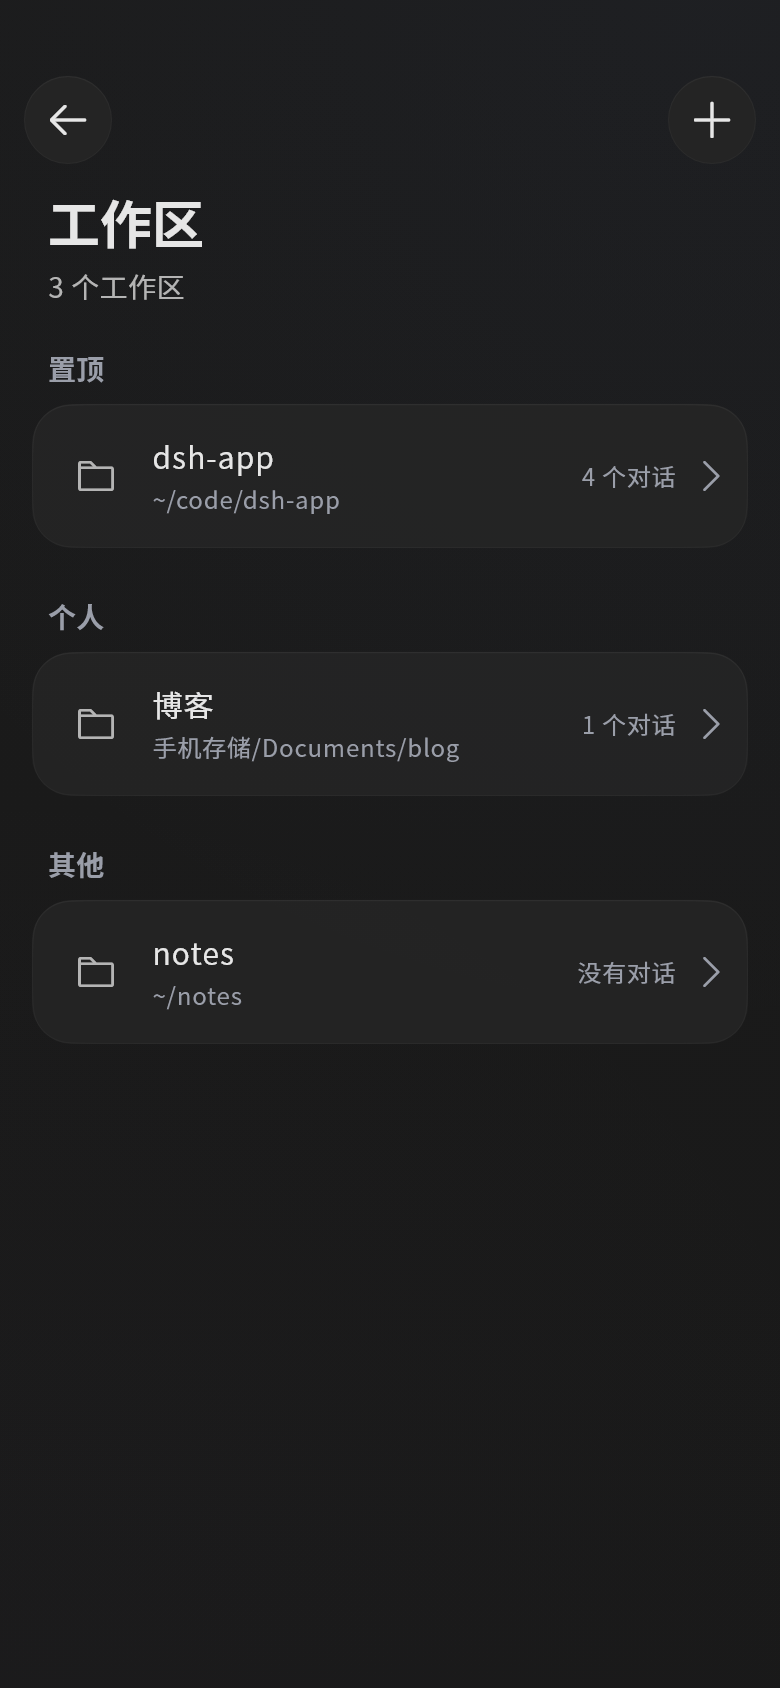 工作区
3 个工作区
置顶
dsh-app
~/code/dsh-app
4 个对话
个人
博客
手机存储/Documents/blog
1 个对话
其他
notes
~/notes
没有对话